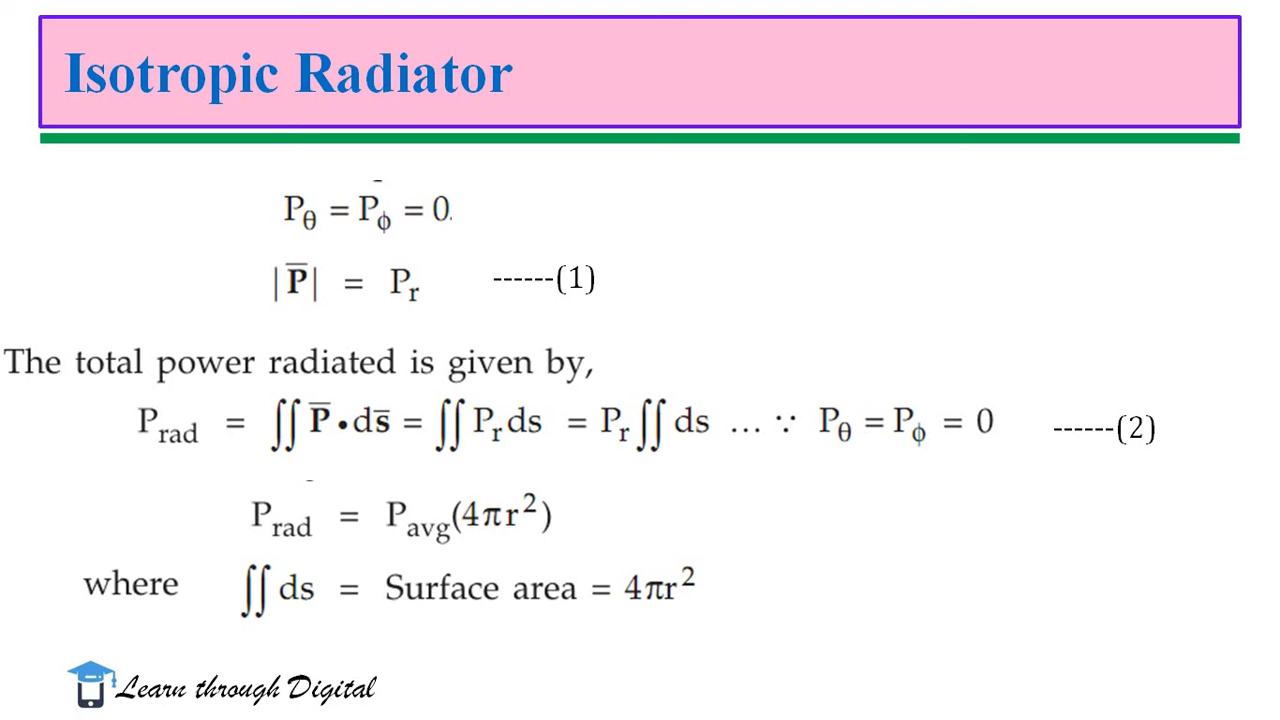 Isotropic Radiator
P_θ = P_ϕ = 0.
|P̅| = P_r ------(1)
The total power radiated is given by,
P_rad = ∬ P̅ • ds̅ = ∬ P_r ds = P_r ∬ ds ... ∵ P_θ = P_ϕ = 0 ------(2)
P_rad = P_avg(4πr²)
where ∬ ds = Surface area = 4πr²
Learn through Digital